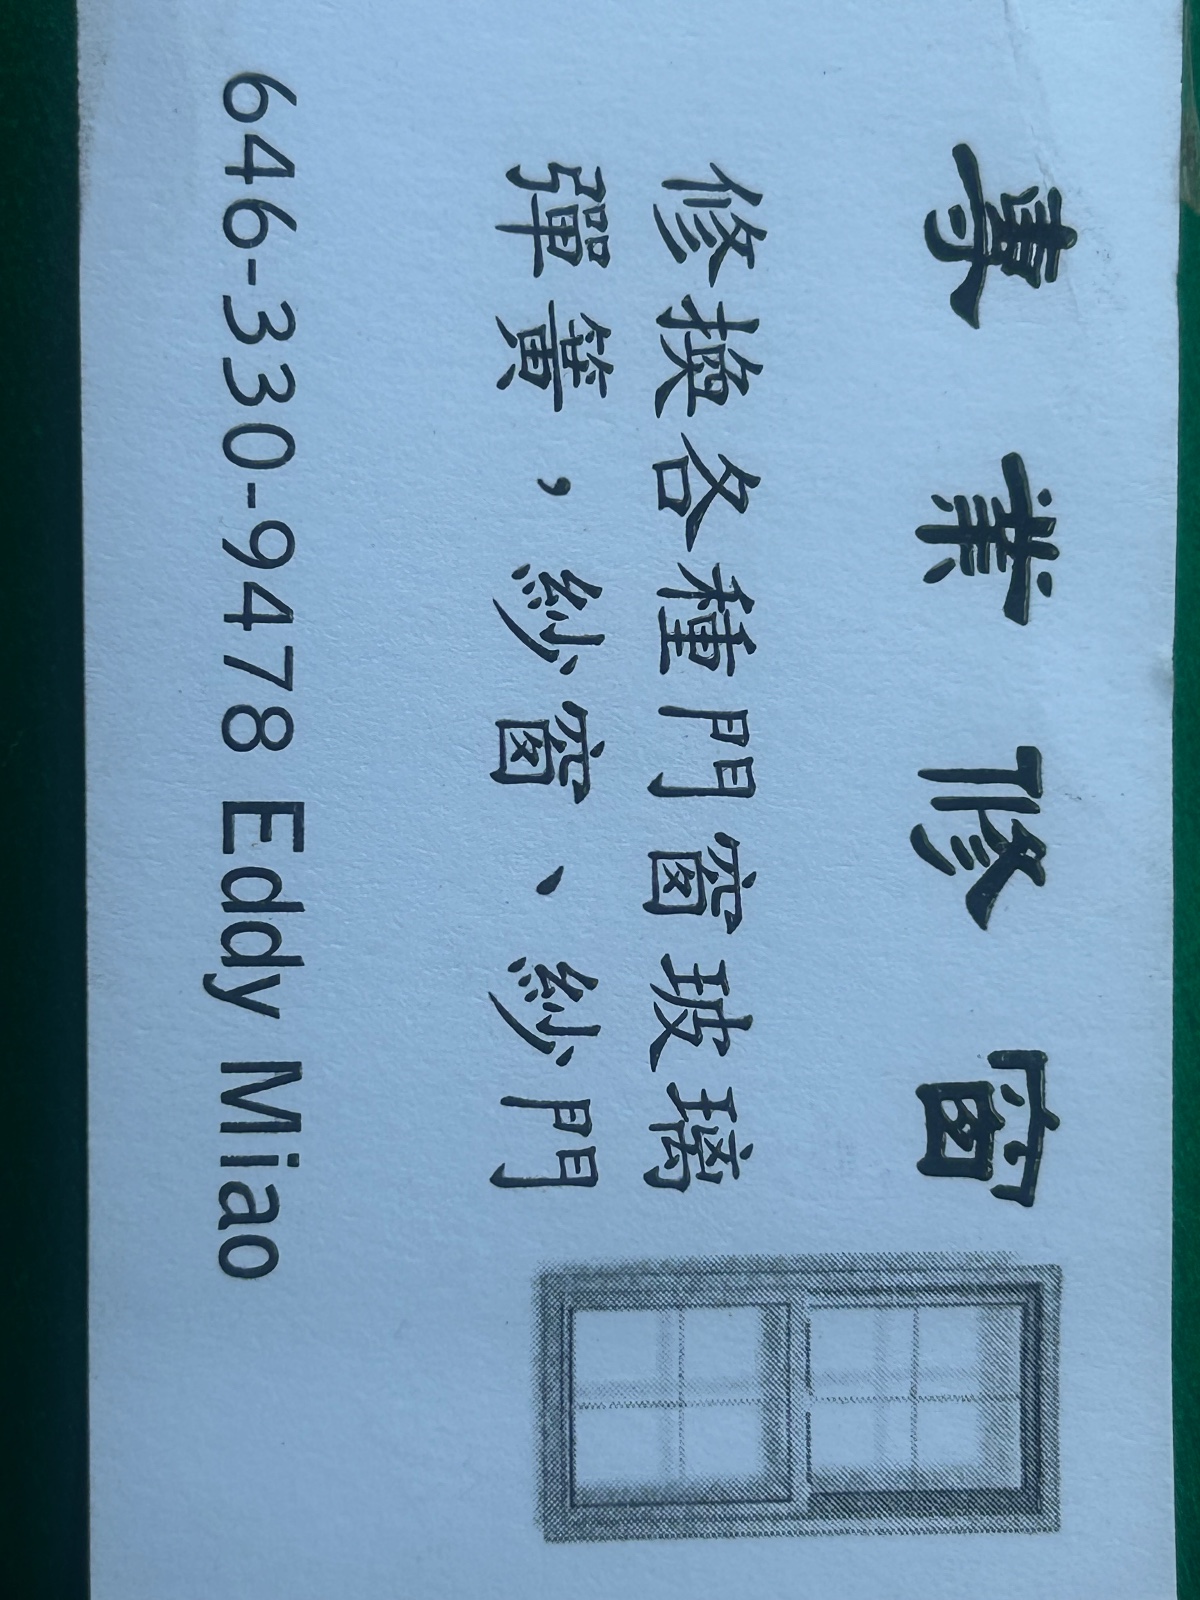 專業修窗
修換各種門窗玻璃
彈簧，紗窗、紗門
646-330-9478 Eddy Miao